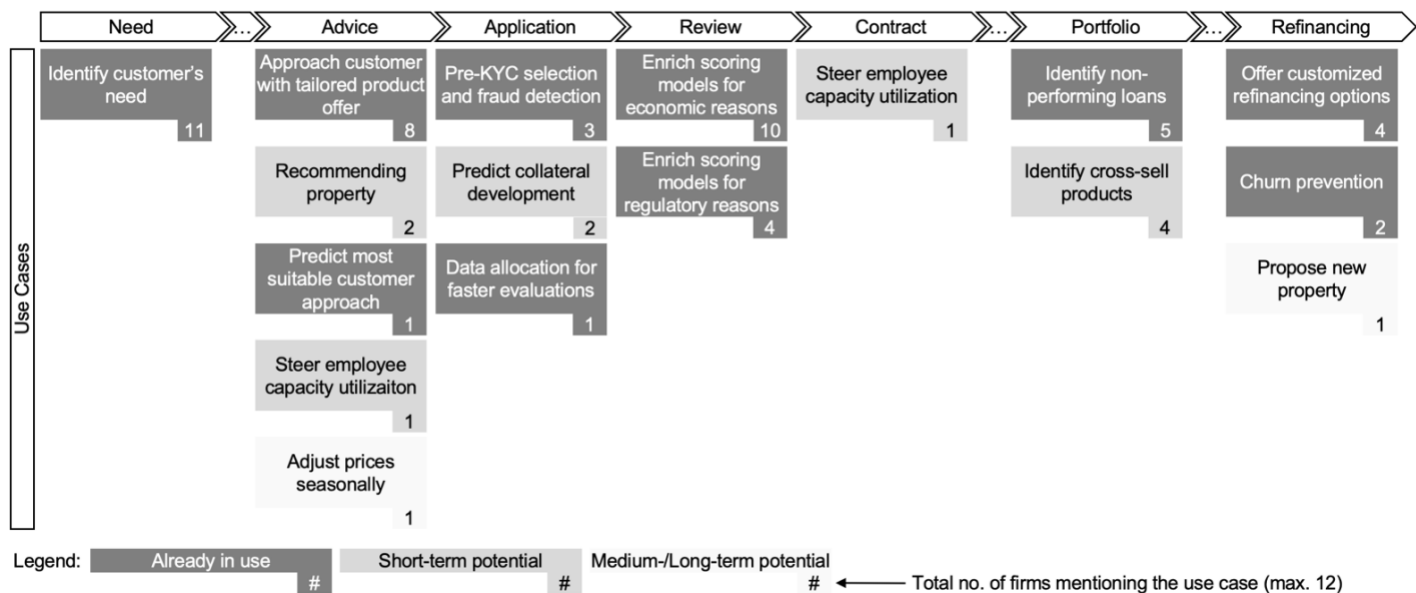 Need
...
Advice
Application
Review
Contract
...
Portfolio
...
Refinancing
Use Cases
Identify customer's
need
11
Approach customer
with tailored product
offer
8
Recommending
property
2
Predict most
suitable customer
approach
1
Steer employee
capacity utilizaiton
1
Adjust prices
seasonally
1
Pre-KYC selection
and fraud detection
3
Predict collateral
development
2
Data allocation for
faster evaluations
1
Enrich scoring
models for
economic reasons
10
Enrich scoring
models for
regulatory reasons
4
Steer employee
capacity utilization
1
Identify non-
performing loans
5
Identify cross-sell
products
4
Offer customized
refinancing options
4
Churn prevention
2
Propose new
property
1
Legend:
Already in use
#
Short-term potential
#
Medium-/Long-term potential
#
Total no. of firms mentioning the use case (max. 12)